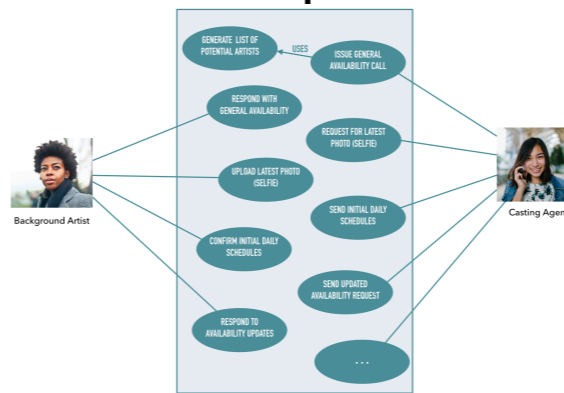 GENERATE LIST OF
POTENTIAL ARTISTS
USES
ISSUE GENERAL
AVAILABILITY CALL
RESPOND WITH
GENERAL AVAILABILITY
REQUEST FOR LATEST
PHOTO (SELFIE)
UPLOAD LATEST PHOTO
(SELFIE)
Background Artist
Casting Agen
SEND INITIAL DAILY
SCHEDULES
CONFIRM INITIAL DAILY
SCHEDULES
SEND UPDATED
AVAILABILITY REQUEST
RESPOND TO
AVAILABILITY UPDATES
...